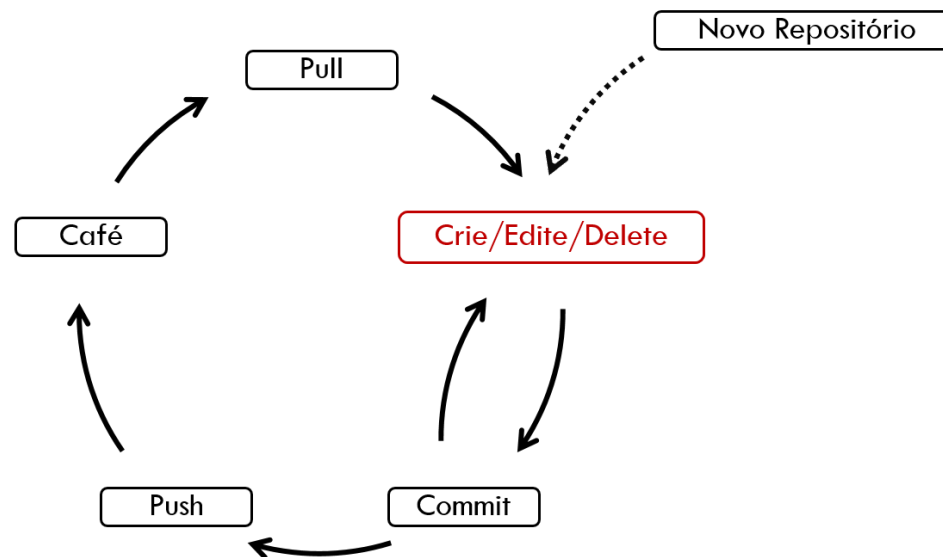 Novo Repositório
Pull
Café
Crie/Edite/Delete
Push
Commit